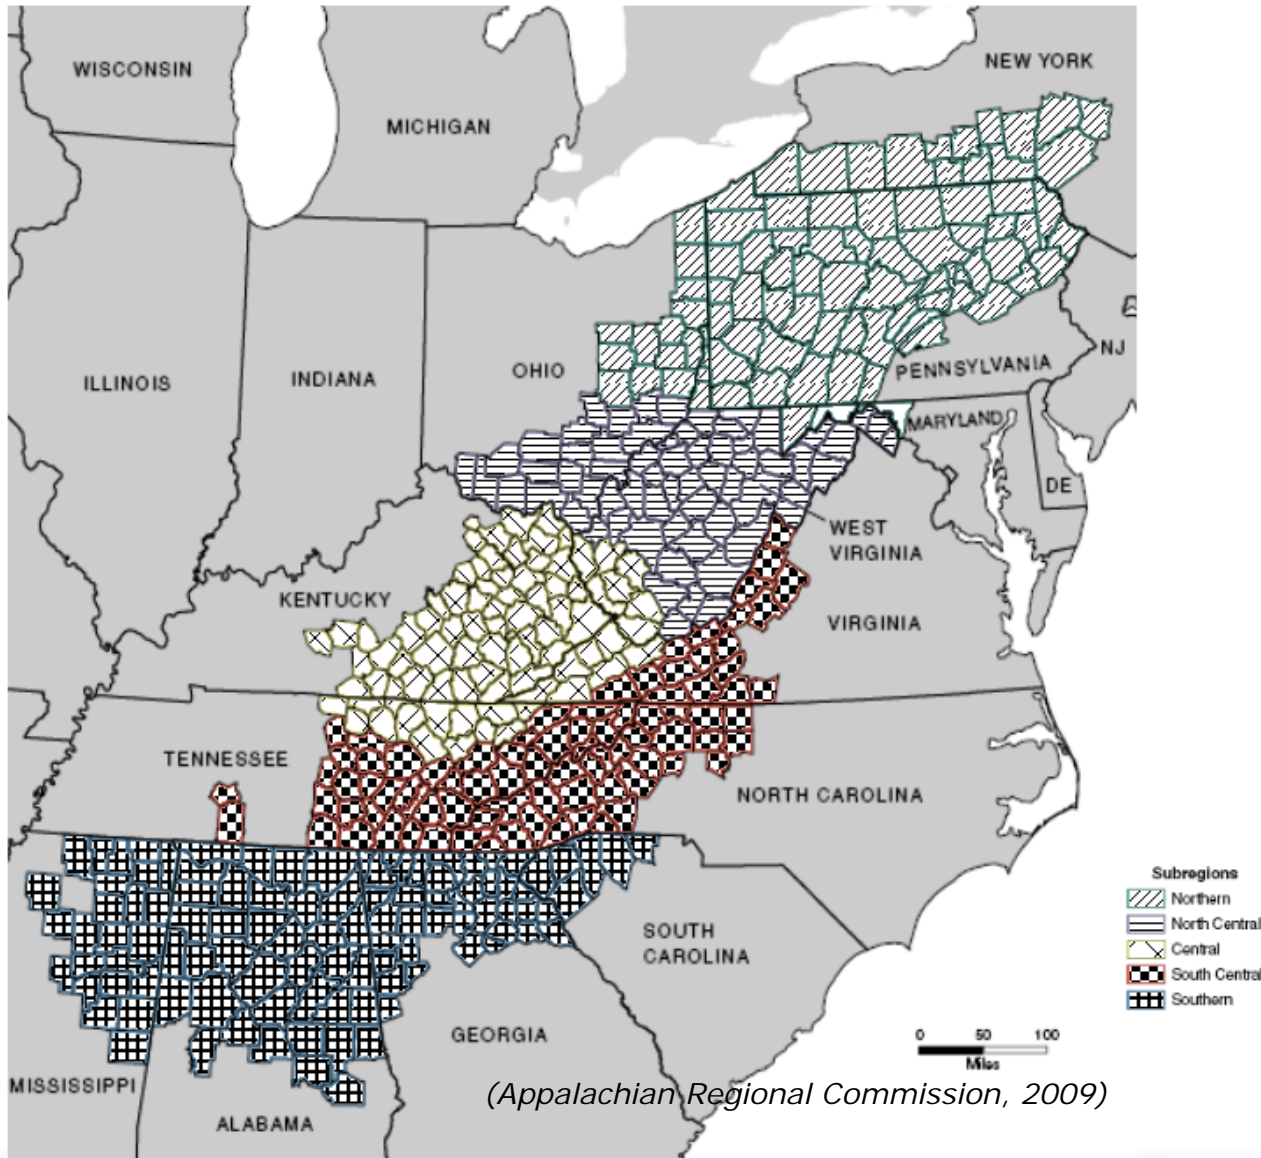 WISCONSIN
MICHIGAN
NEW YORK
ILLINOIS
INDIANA
OHIO
PENNSYLVANIA
NJ
MARYLAND
DE
WEST
VIRGINIA
KENTUCKY
VIRGINIA
TENNESSEE
NORTH CAROLINA
SOUTH
CAROLINA
GEORGIA
MISSISSIPPI
ALABAMA
Subregions
Northern
North Central
Central
South Central
Southern
0 50 100
Miles
(Appalachian Regional Commission, 2009)